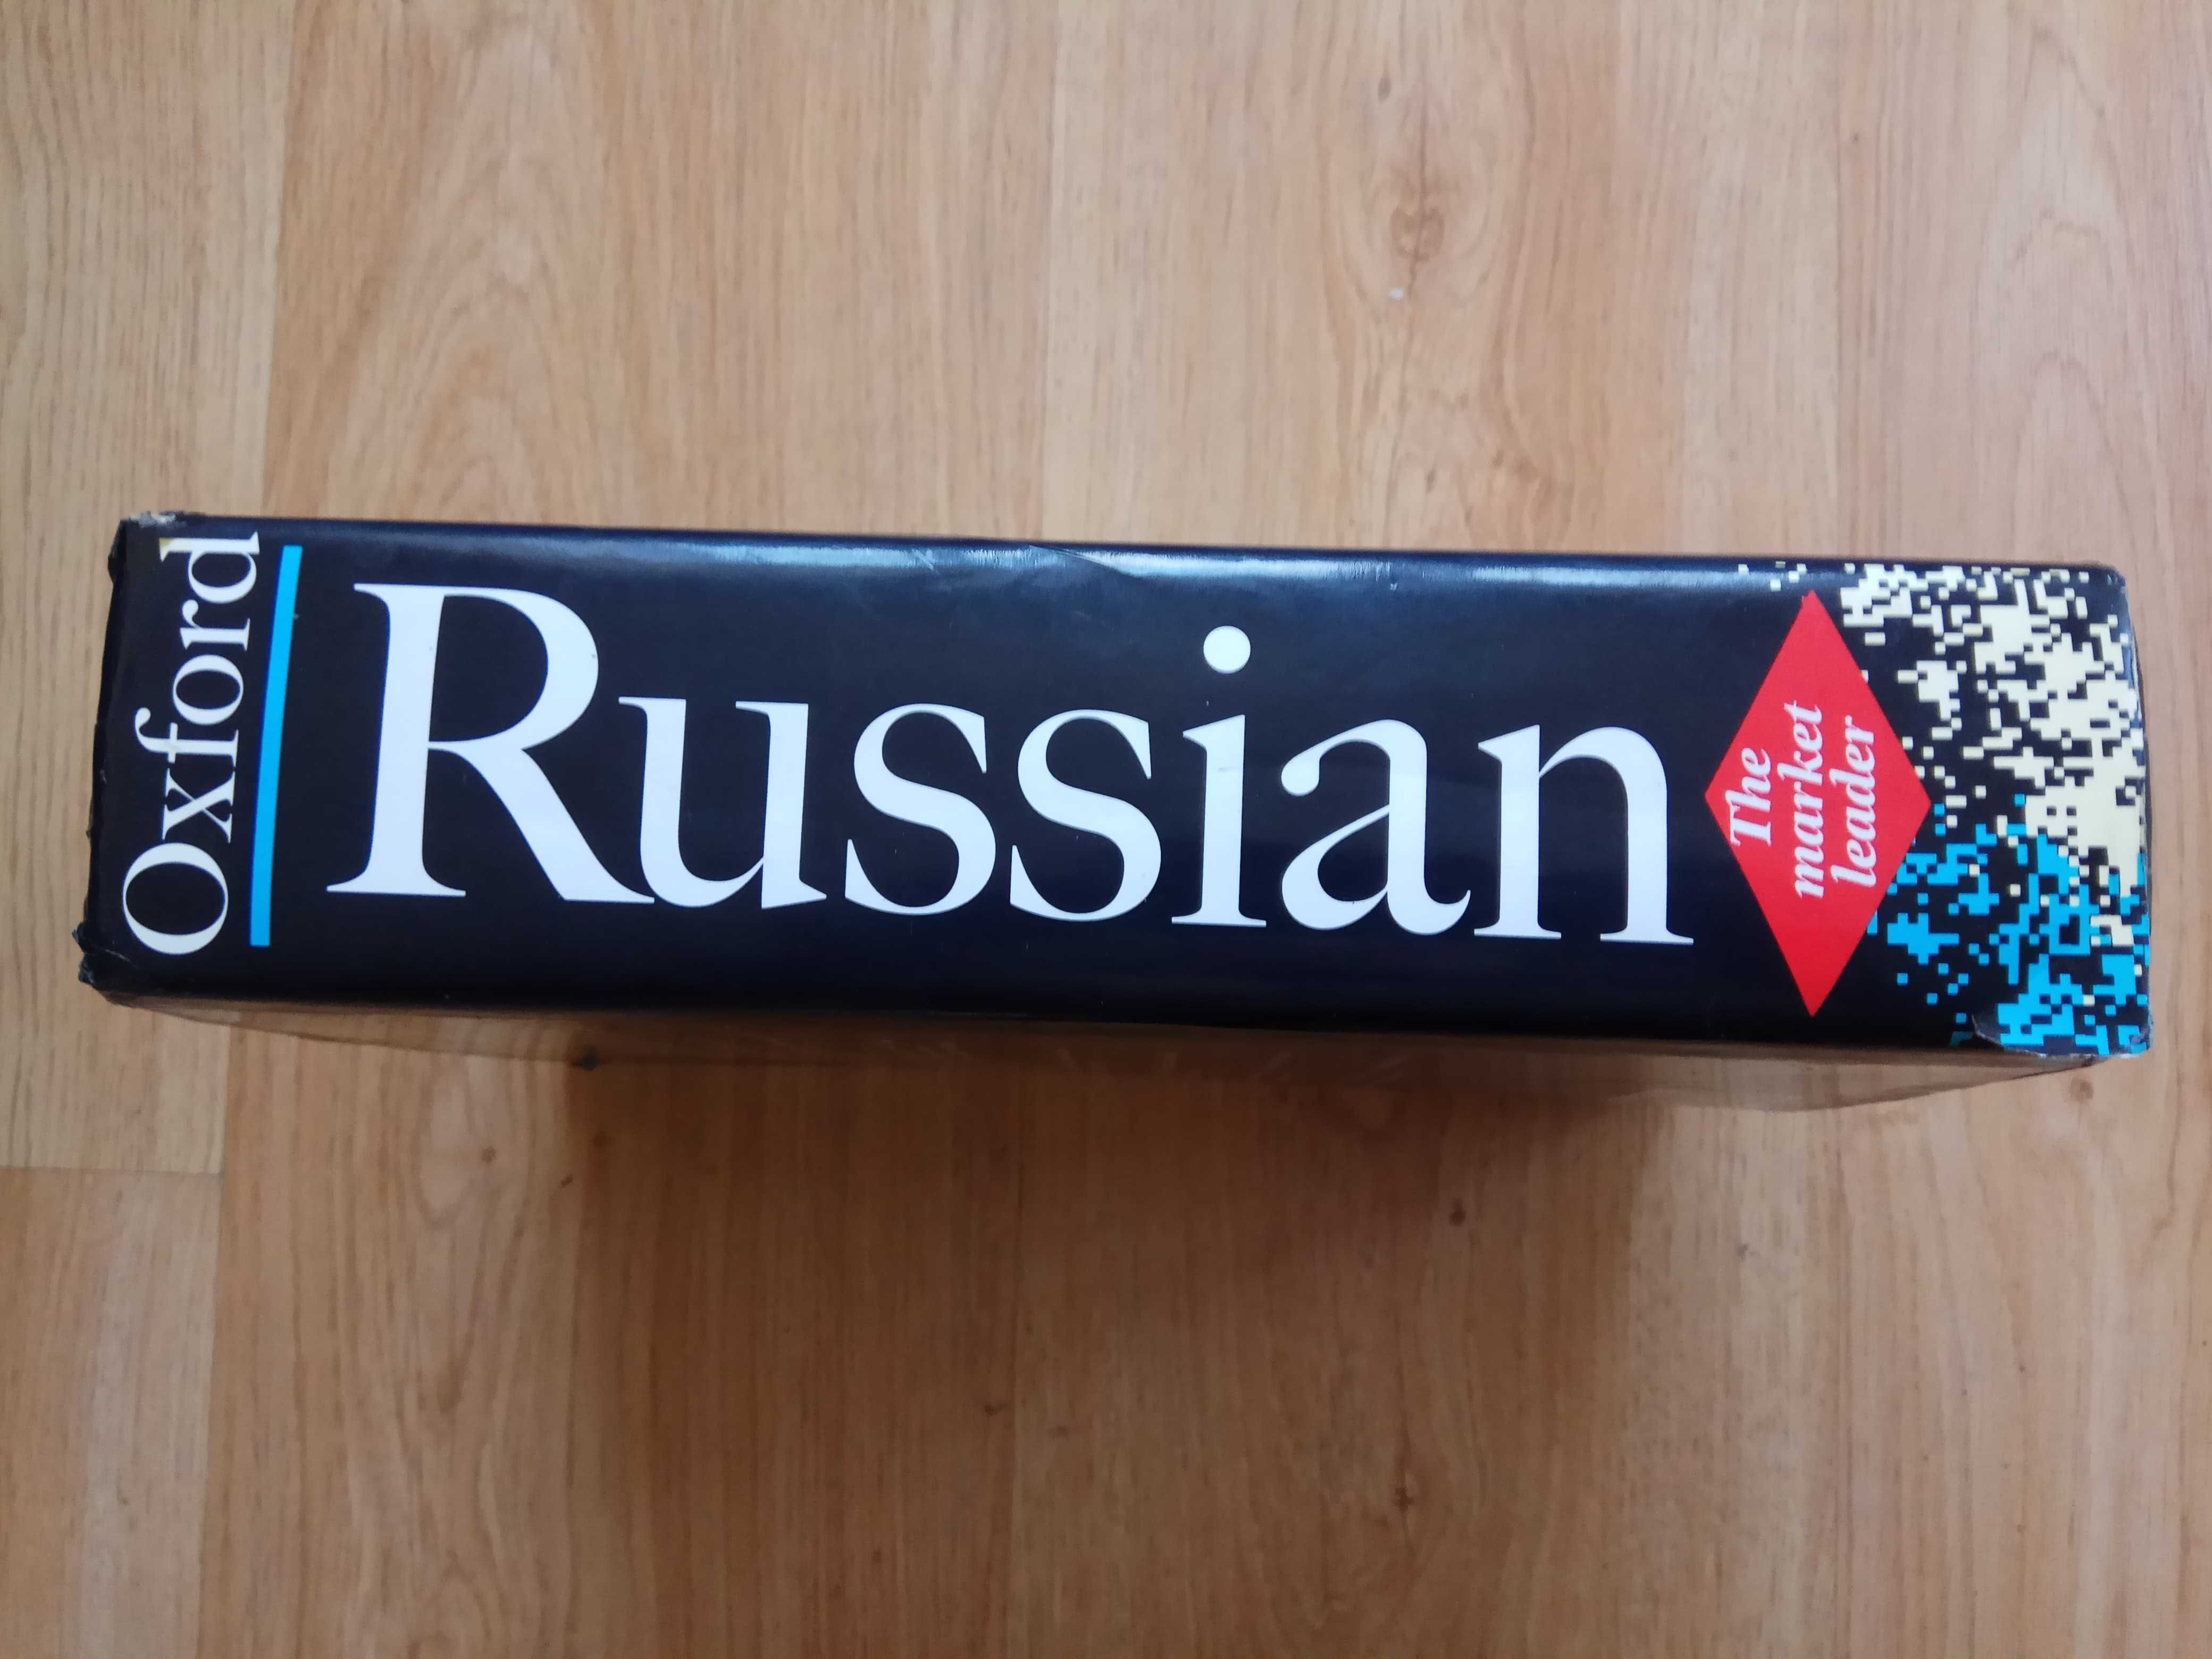 Oxford
Russian
The
market
leader